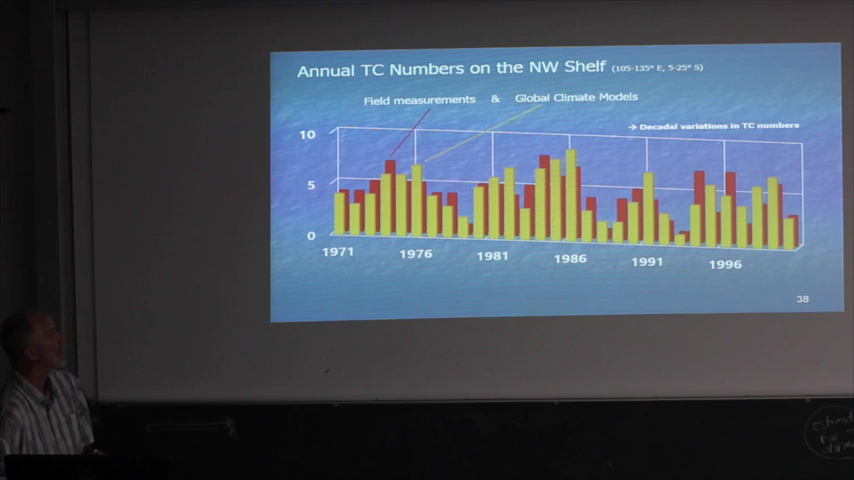 Annual TC Numbers on the NW Shelf (105-135° E, 5-25° S)
Field measurements & Global Climate Models
→ Decadal variations in TC numbers
10
5
0
1971 1976 1981 1986 1991 1996
38